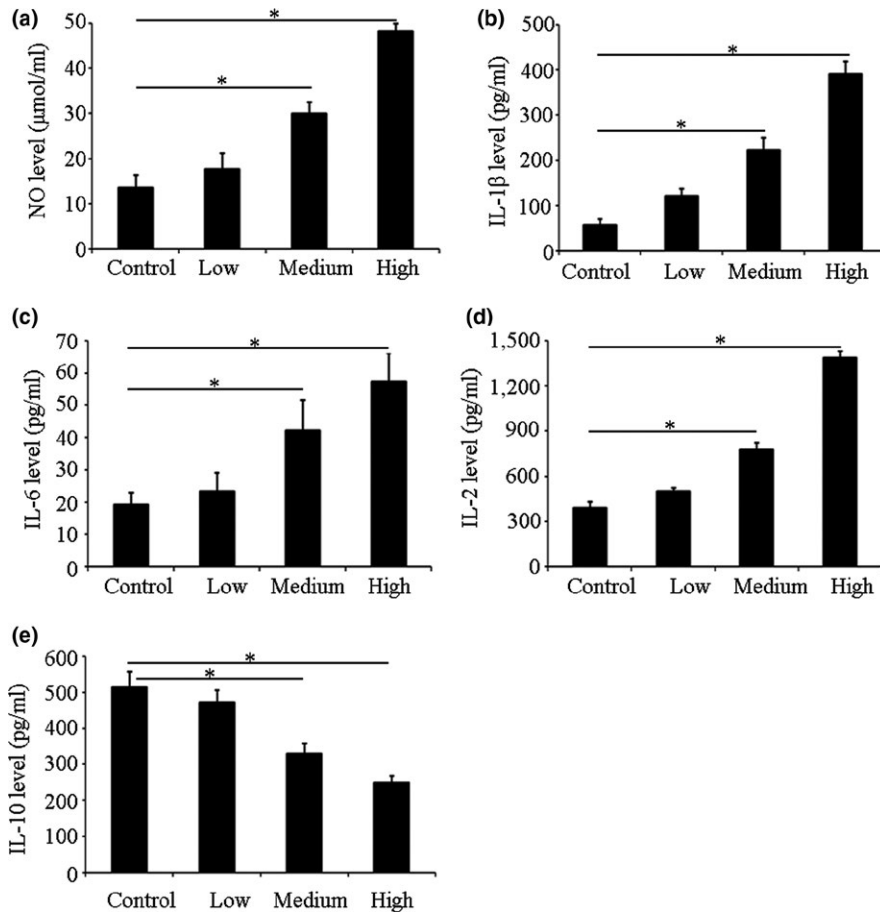 (a)
NO level (µmol/ml)
50
40
30
20
10
0
*
*
Control Low Medium High
(b)
IL-1β level (pg/ml)
500
400
300
200
100
0
*
*
Control Low Medium High
(c)
IL-6 level (pg/ml)
70
60
50
40
30
20
10
0
*
*
Control Low Medium High
(d)
IL-2 level (pg/ml)
1,500
1,200
900
600
300
0
*
*
Control Low Medium High
(e)
IL-10 level (pg/ml)
600
500
400
300
200
100
0
*
*
Control Low Medium High